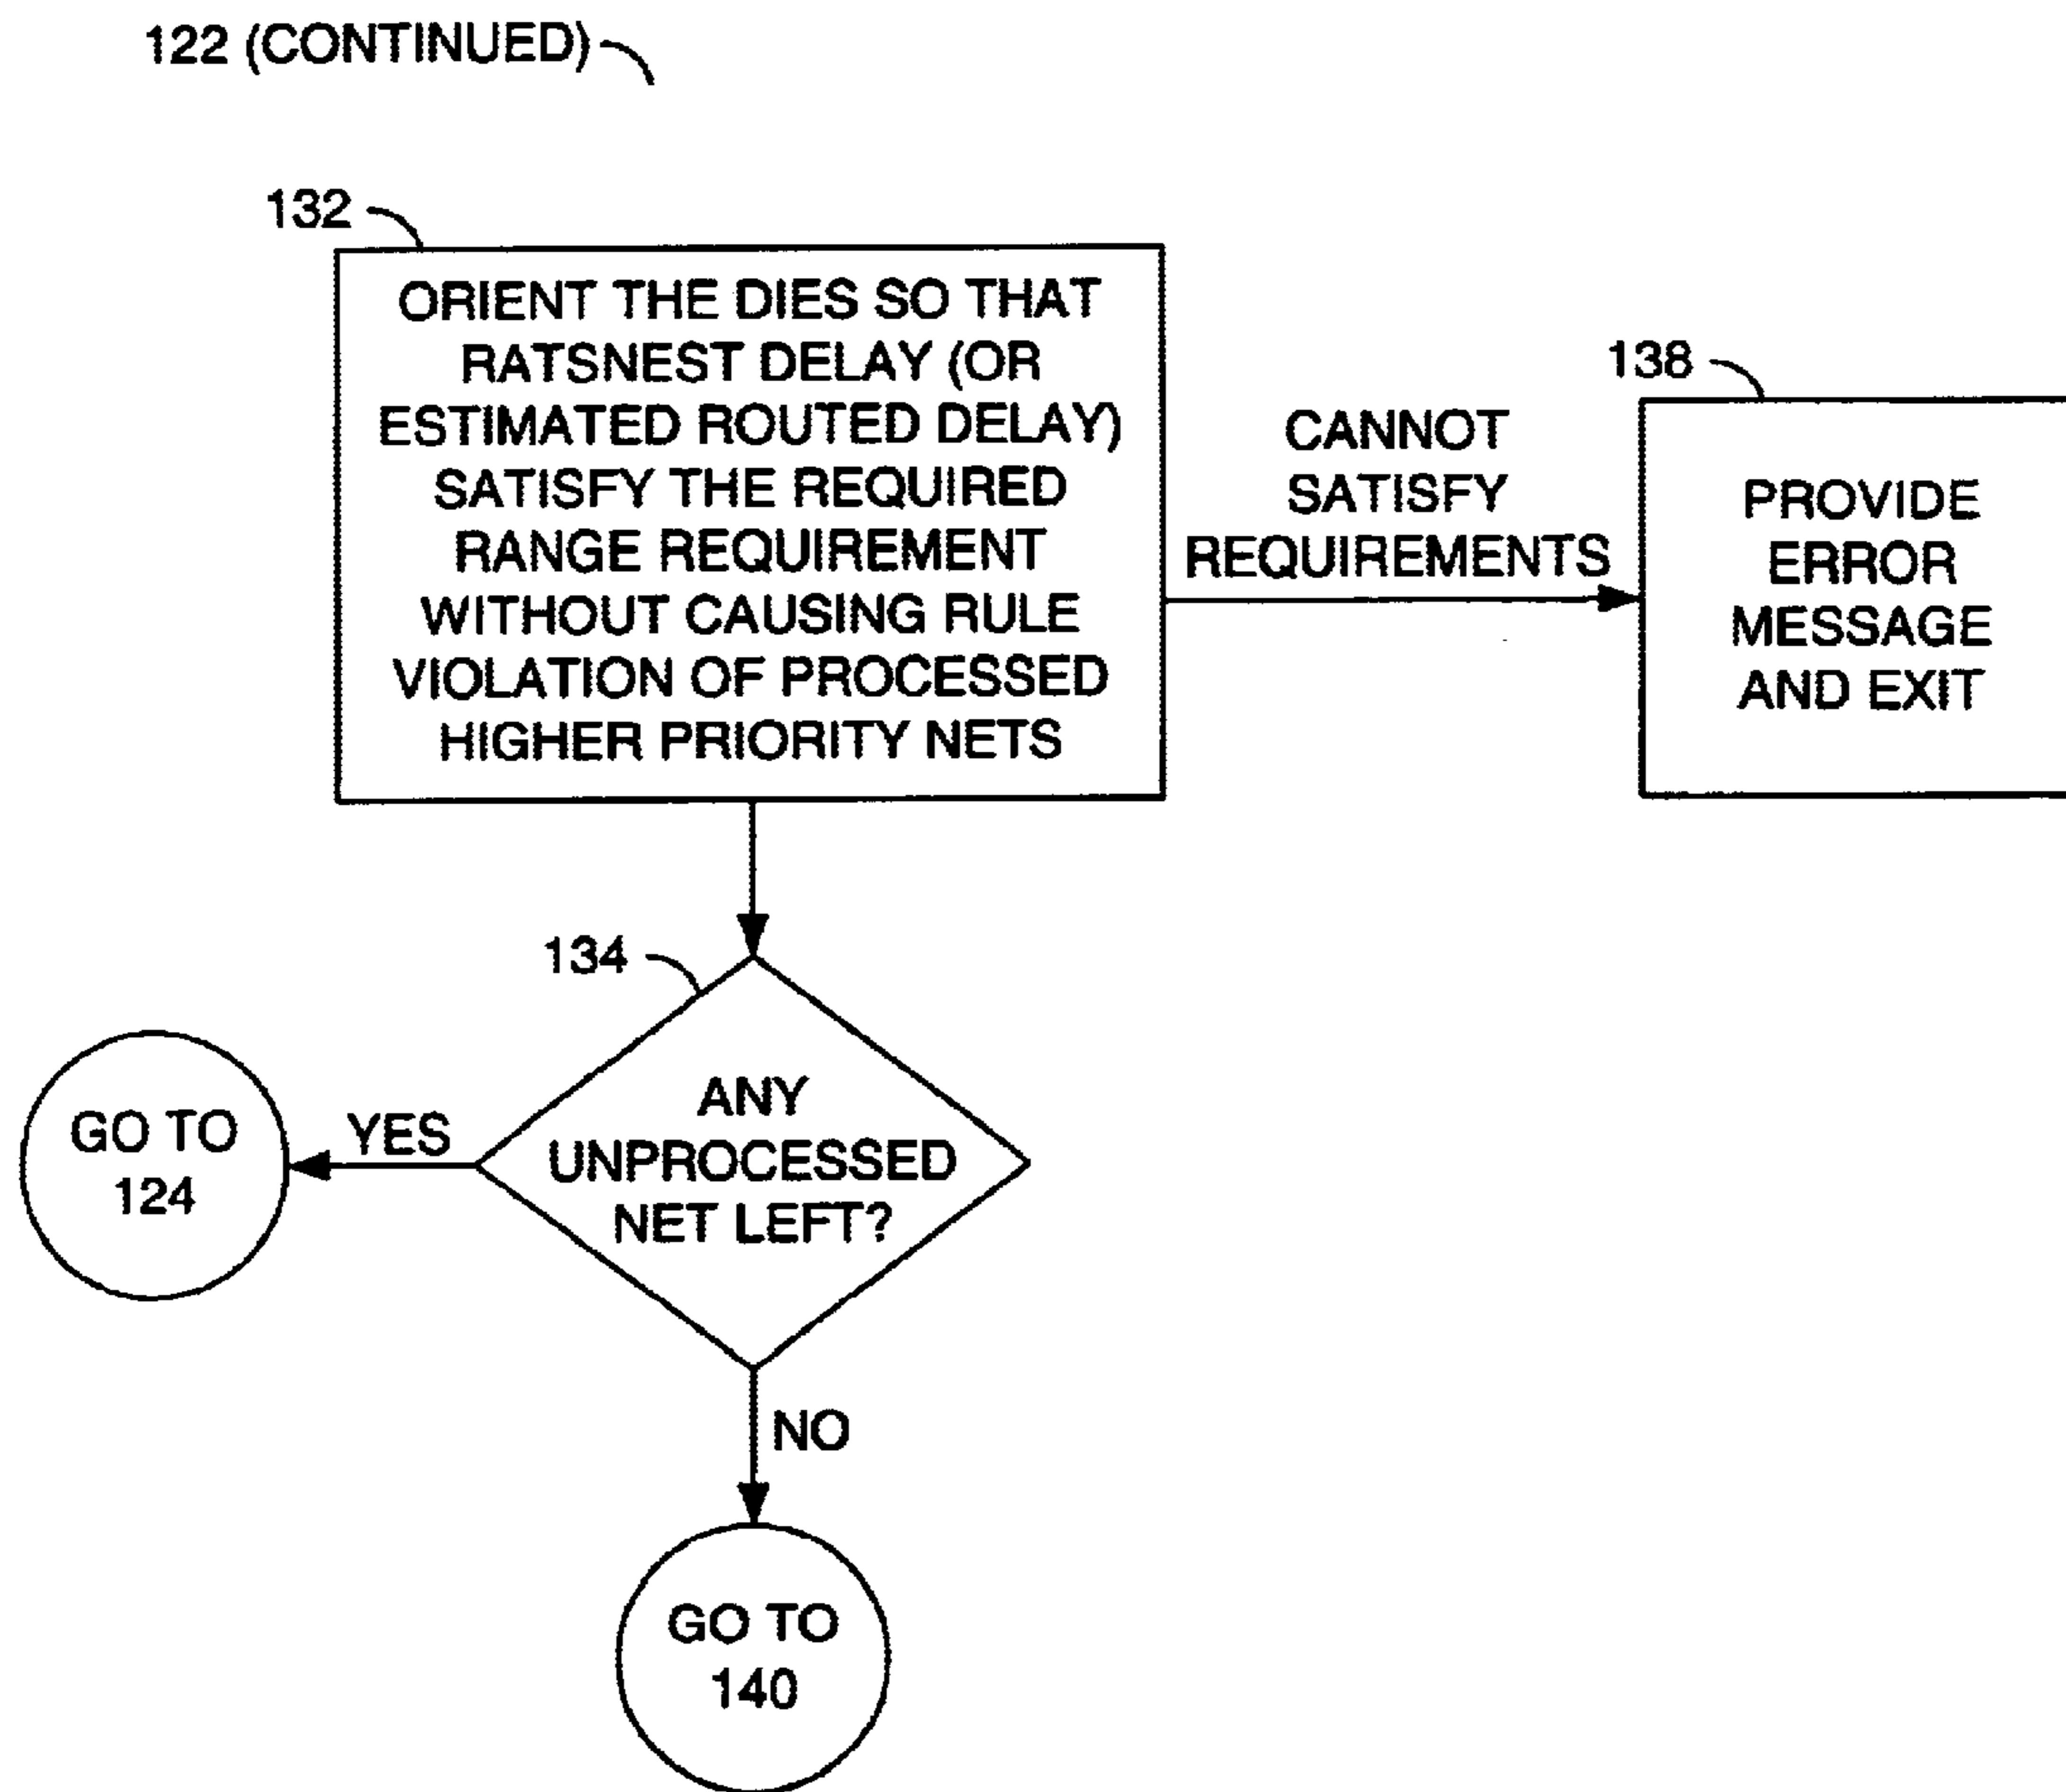 122 (CONTINUED)
132
ORIENT THE DIES SO THAT
RATSNEST DELAY (OR
ESTIMATED ROUTED DELAY)
SATISFY THE REQUIRED
RANGE REQUIREMENT
WITHOUT CAUSING RULE
VIOLATION OF PROCESSED
HIGHER PRIORITY NETS
CANNOT
SATISFY
REQUIREMENTS
138
PROVIDE
ERROR
MESSAGE
AND EXIT
134
ANY
UNPROCESSED
NET LEFT?
YES
GO TO
124
NO
GO TO
140